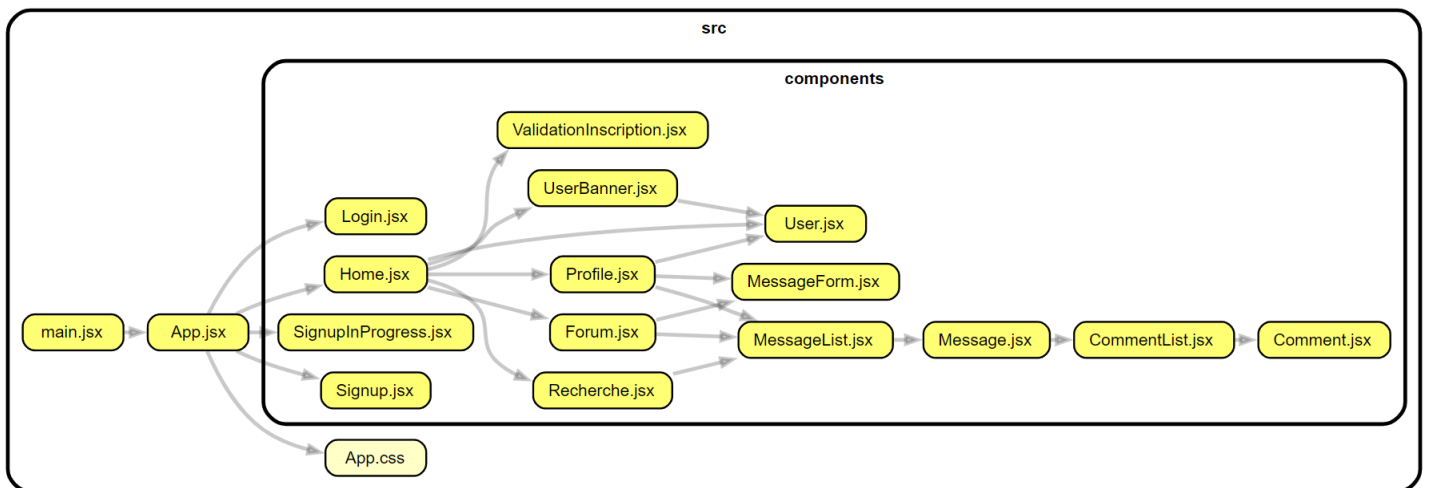 src
components
ValidationInscription.jsx
UserBanner.jsx
Login.jsx
User.jsx
Home.jsx
Profile.jsx
MessageForm.jsx
main.jsx
App.jsx
SignupInProgress.jsx
Forum.jsx
MessageList.jsx
Message.jsx
CommentList.jsx
Comment.jsx
Signup.jsx
Recherche.jsx
App.css